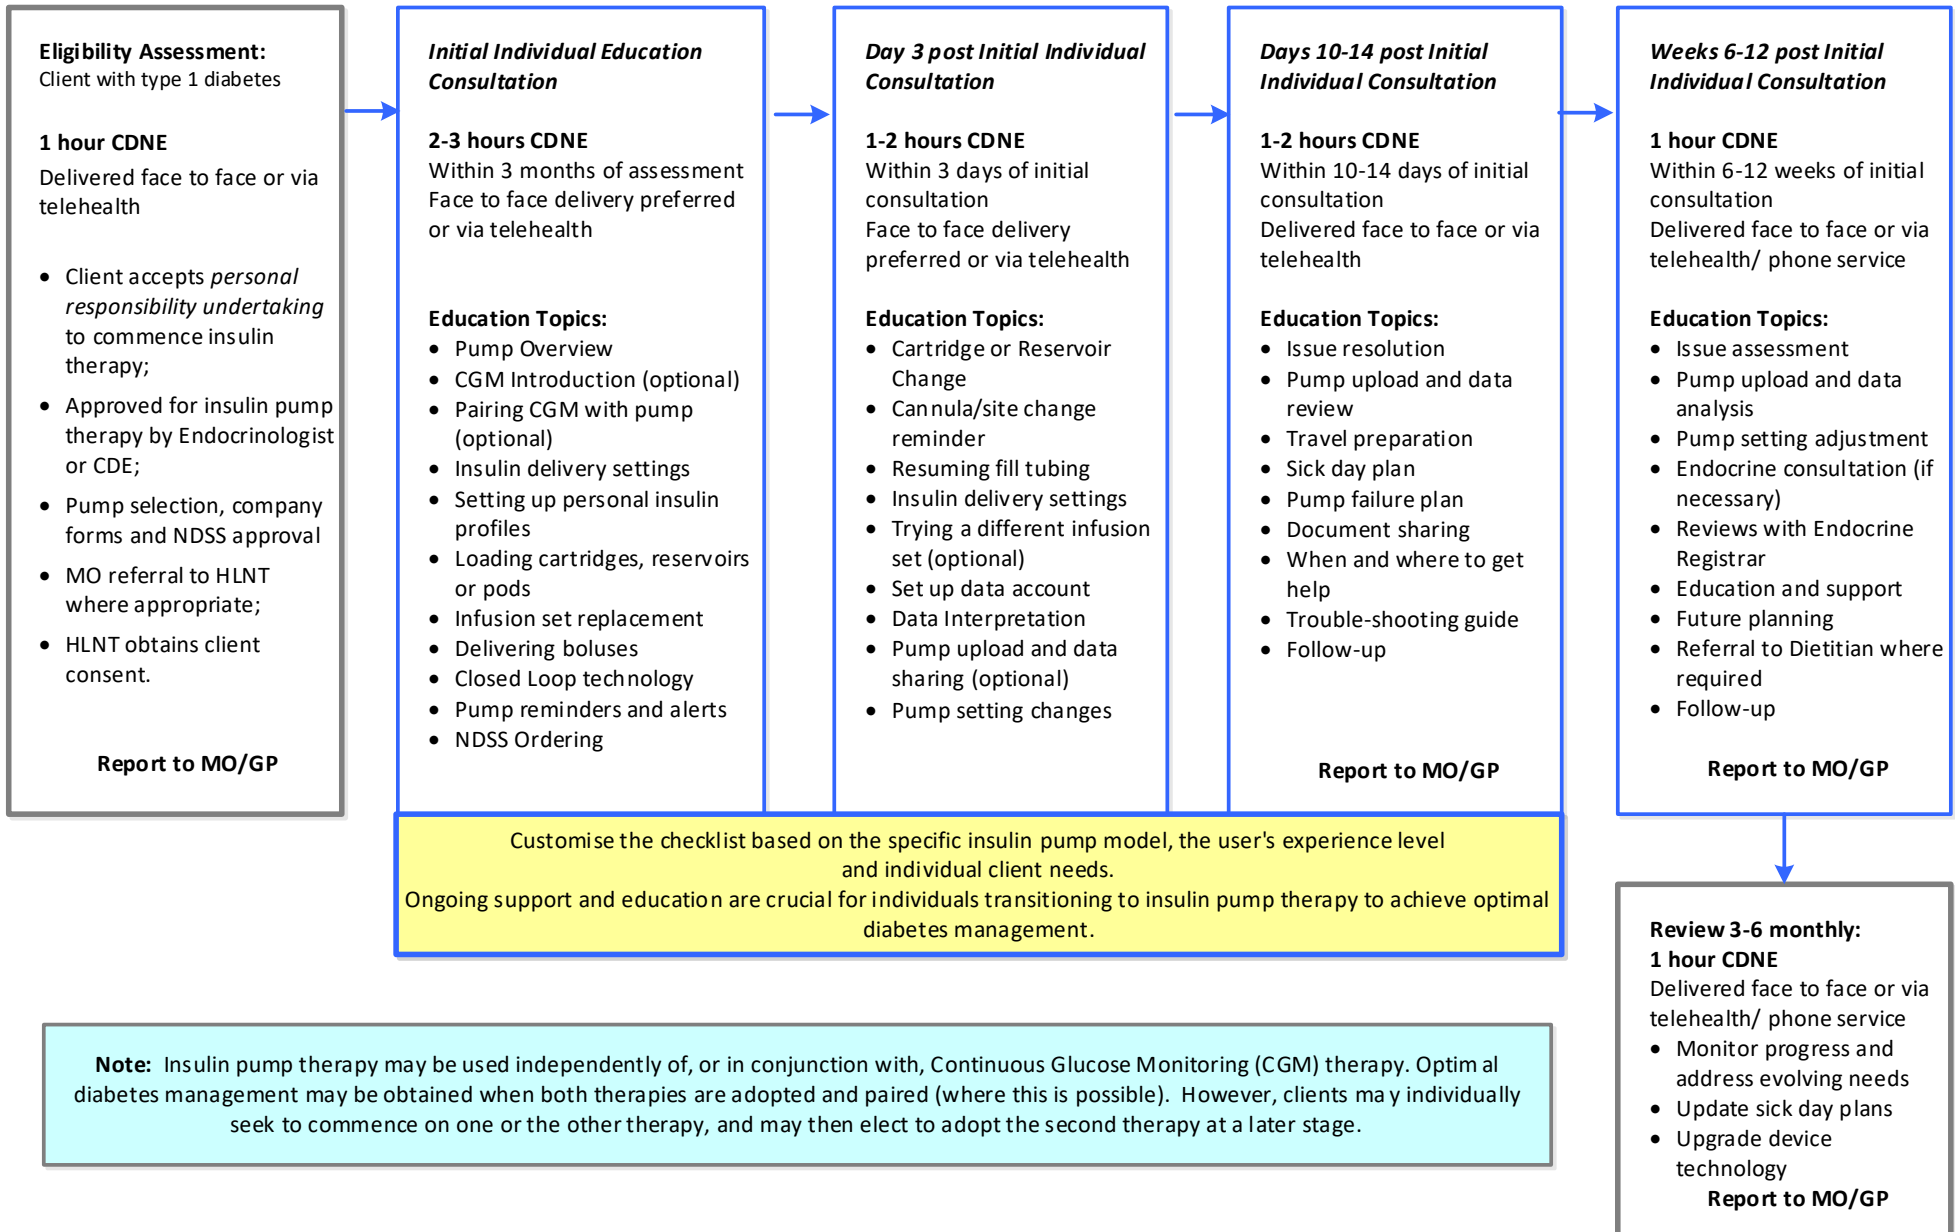 Eligibility Assessment:
Client with type 1 diabetes
1 hour CDNE
Delivered face to face or via
telehealth
• Client accepts personal
responsibility undertaking
to commence insulin
therapy;
• Approved for insulin pump
therapy by Endocrinologist
or CDE;
• Pump selection, company
forms and NDSS approval
• MO referral to HLNT
where appropriate;
• HLNT obtains client
consent.
Report to MO/GP
Initial Individual Education
Consultation
2-3 hours CDNE
Within 3 months of assessment
Face to face delivery preferred
or via telehealth
Education Topics:
• Pump Overview
• CGM Introduction (optional)
• Pairing CGM with pump
(optional)
• Insulin delivery settings
• Setting up personal insulin
profiles
• Loading cartridges, reservoirs
or pods
• Infusion set replacement
• Delivering boluses
• Closed Loop technology
• Pump reminders and alerts
• NDSS Ordering
Day 3 post Initial Individual
Consultation
1-2 hours CDNE
Within 3 days of initial
consultation
Face to face delivery
preferred or via telehealth
Education Topics:
• Cartridge or Reservoir
Change
• Cannula/site change
reminder
• Resuming fill tubing
• Insulin delivery settings
• Trying a different infusion
set (optional)
• Set up data account
• Data Interpretation
• Pump upload and data
sharing (optional)
• Pump setting changes
Days 10-14 post Initial
Individual Consultation
1-2 hours CDNE
Within 10-14 days of initial
consultation
Delivered face to face or via
telehealth
Education Topics:
• Issue resolution
• Pump upload and data
review
• Travel preparation
• Sick day plan
• Pump failure plan
• Document sharing
• When and where to get
help
• Trouble-shooting guide
• Follow-up
Report to MO/GP
Weeks 6-12 post Initial
Individual Consultation
1 hour CDNE
Within 6-12 weeks of initial
consultation
Delivered face to face or via
telehealth/ phone service
Education Topics:
• Issue assessment
• Pump upload and data
analysis
• Pump setting adjustment
• Endocrine consultation (if
necessary)
• Reviews with Endocrine
Registrar
• Education and support
• Future planning
• Referral to Dietitian where
required
• Follow-up
Report to MO/GP
Customise the checklist based on the specific insulin pump model, the user's experience level
and individual client needs.
Ongoing support and education are crucial for individuals transitioning to insulin pump therapy to achieve optimal
diabetes management.
Review 3-6 monthly:
1 hour CDNE
Delivered face to face or via
telehealth/ phone service
• Monitor progress and
address evolving needs
• Update sick day plans
• Upgrade device
technology
Report to MO/GP
Note: Insulin pump therapy may be used independently of, or in conjunction with, Continuous Glucose Monitoring (CGM) therapy. Optimal
diabetes management may be obtained when both therapies are adopted and paired (where this is possible). However, clients may individually
seek to commence on one or the other therapy, and may then elect to adopt the second therapy at a later stage.